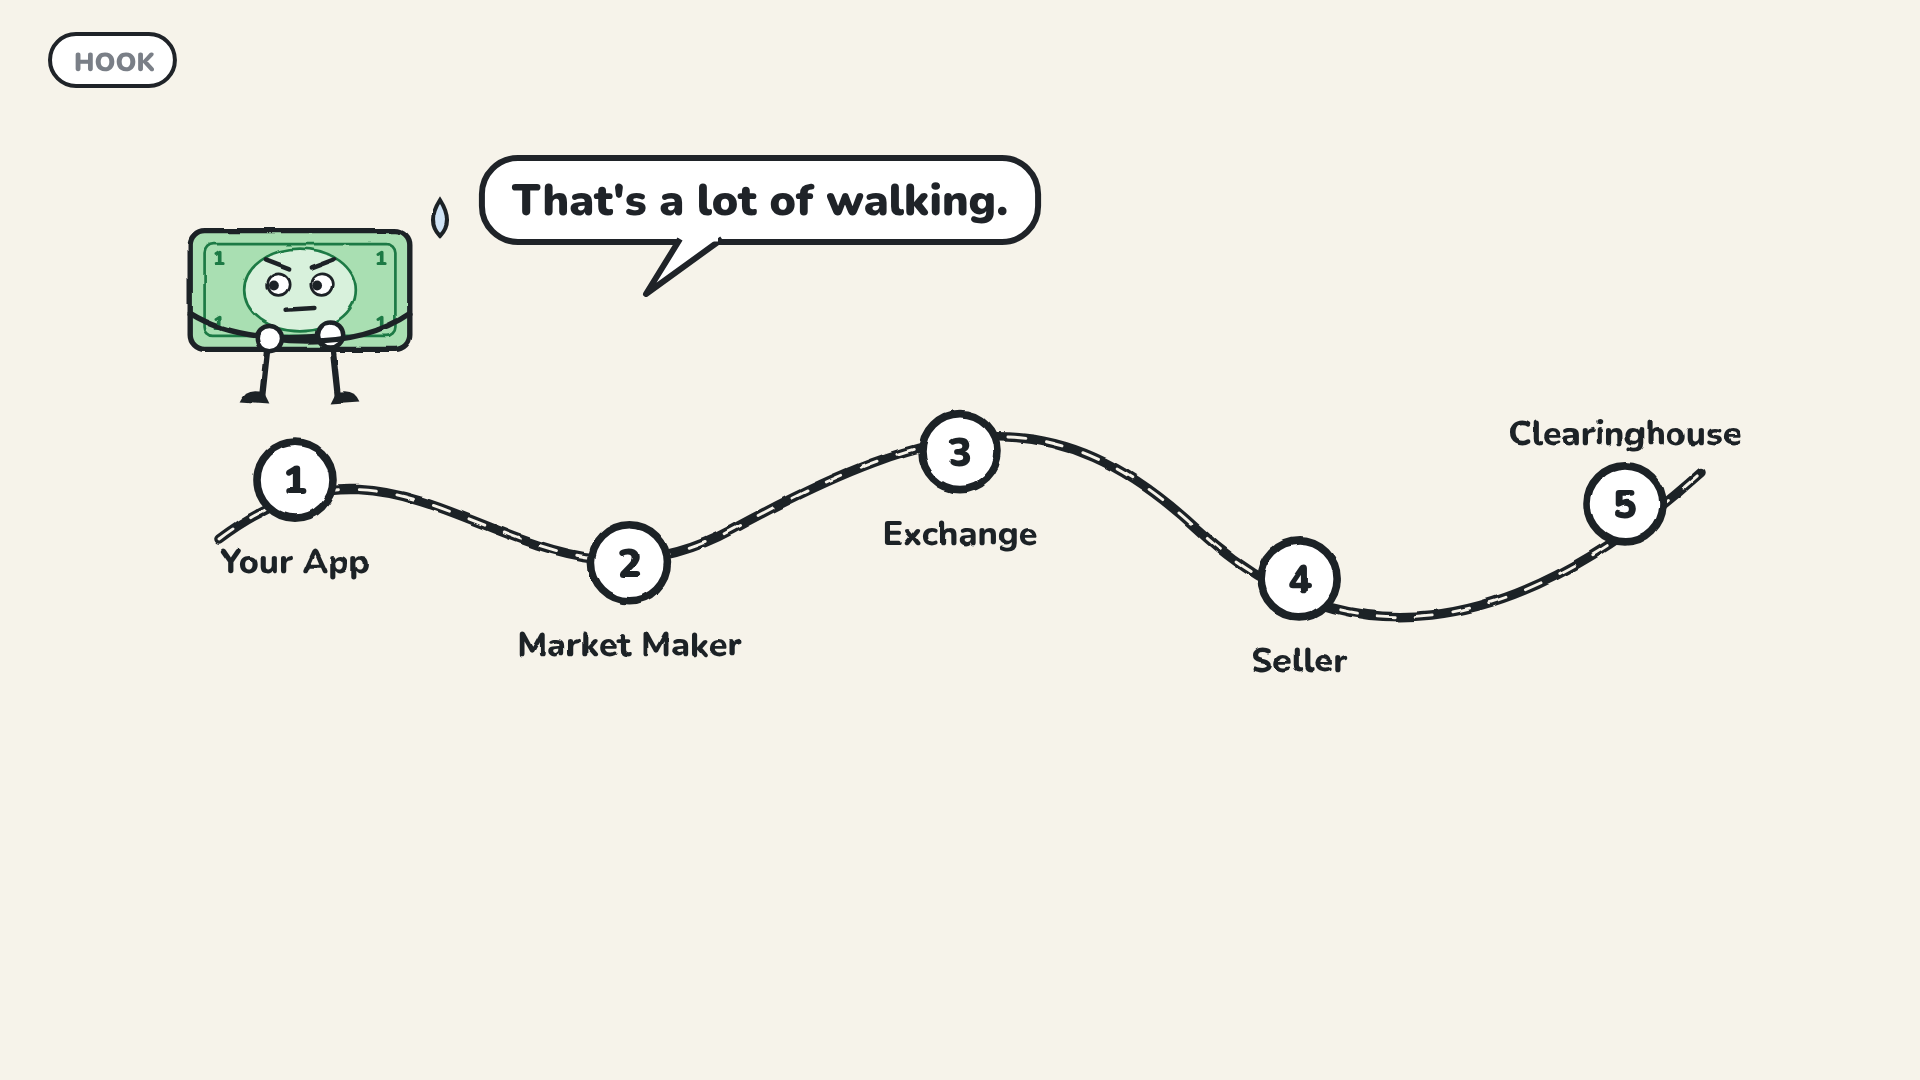 HOOK
That's a lot of walking.
1 1
1 1
1
Your App
2
Market Maker
3
Exchange
4
Seller
Clearinghouse
5